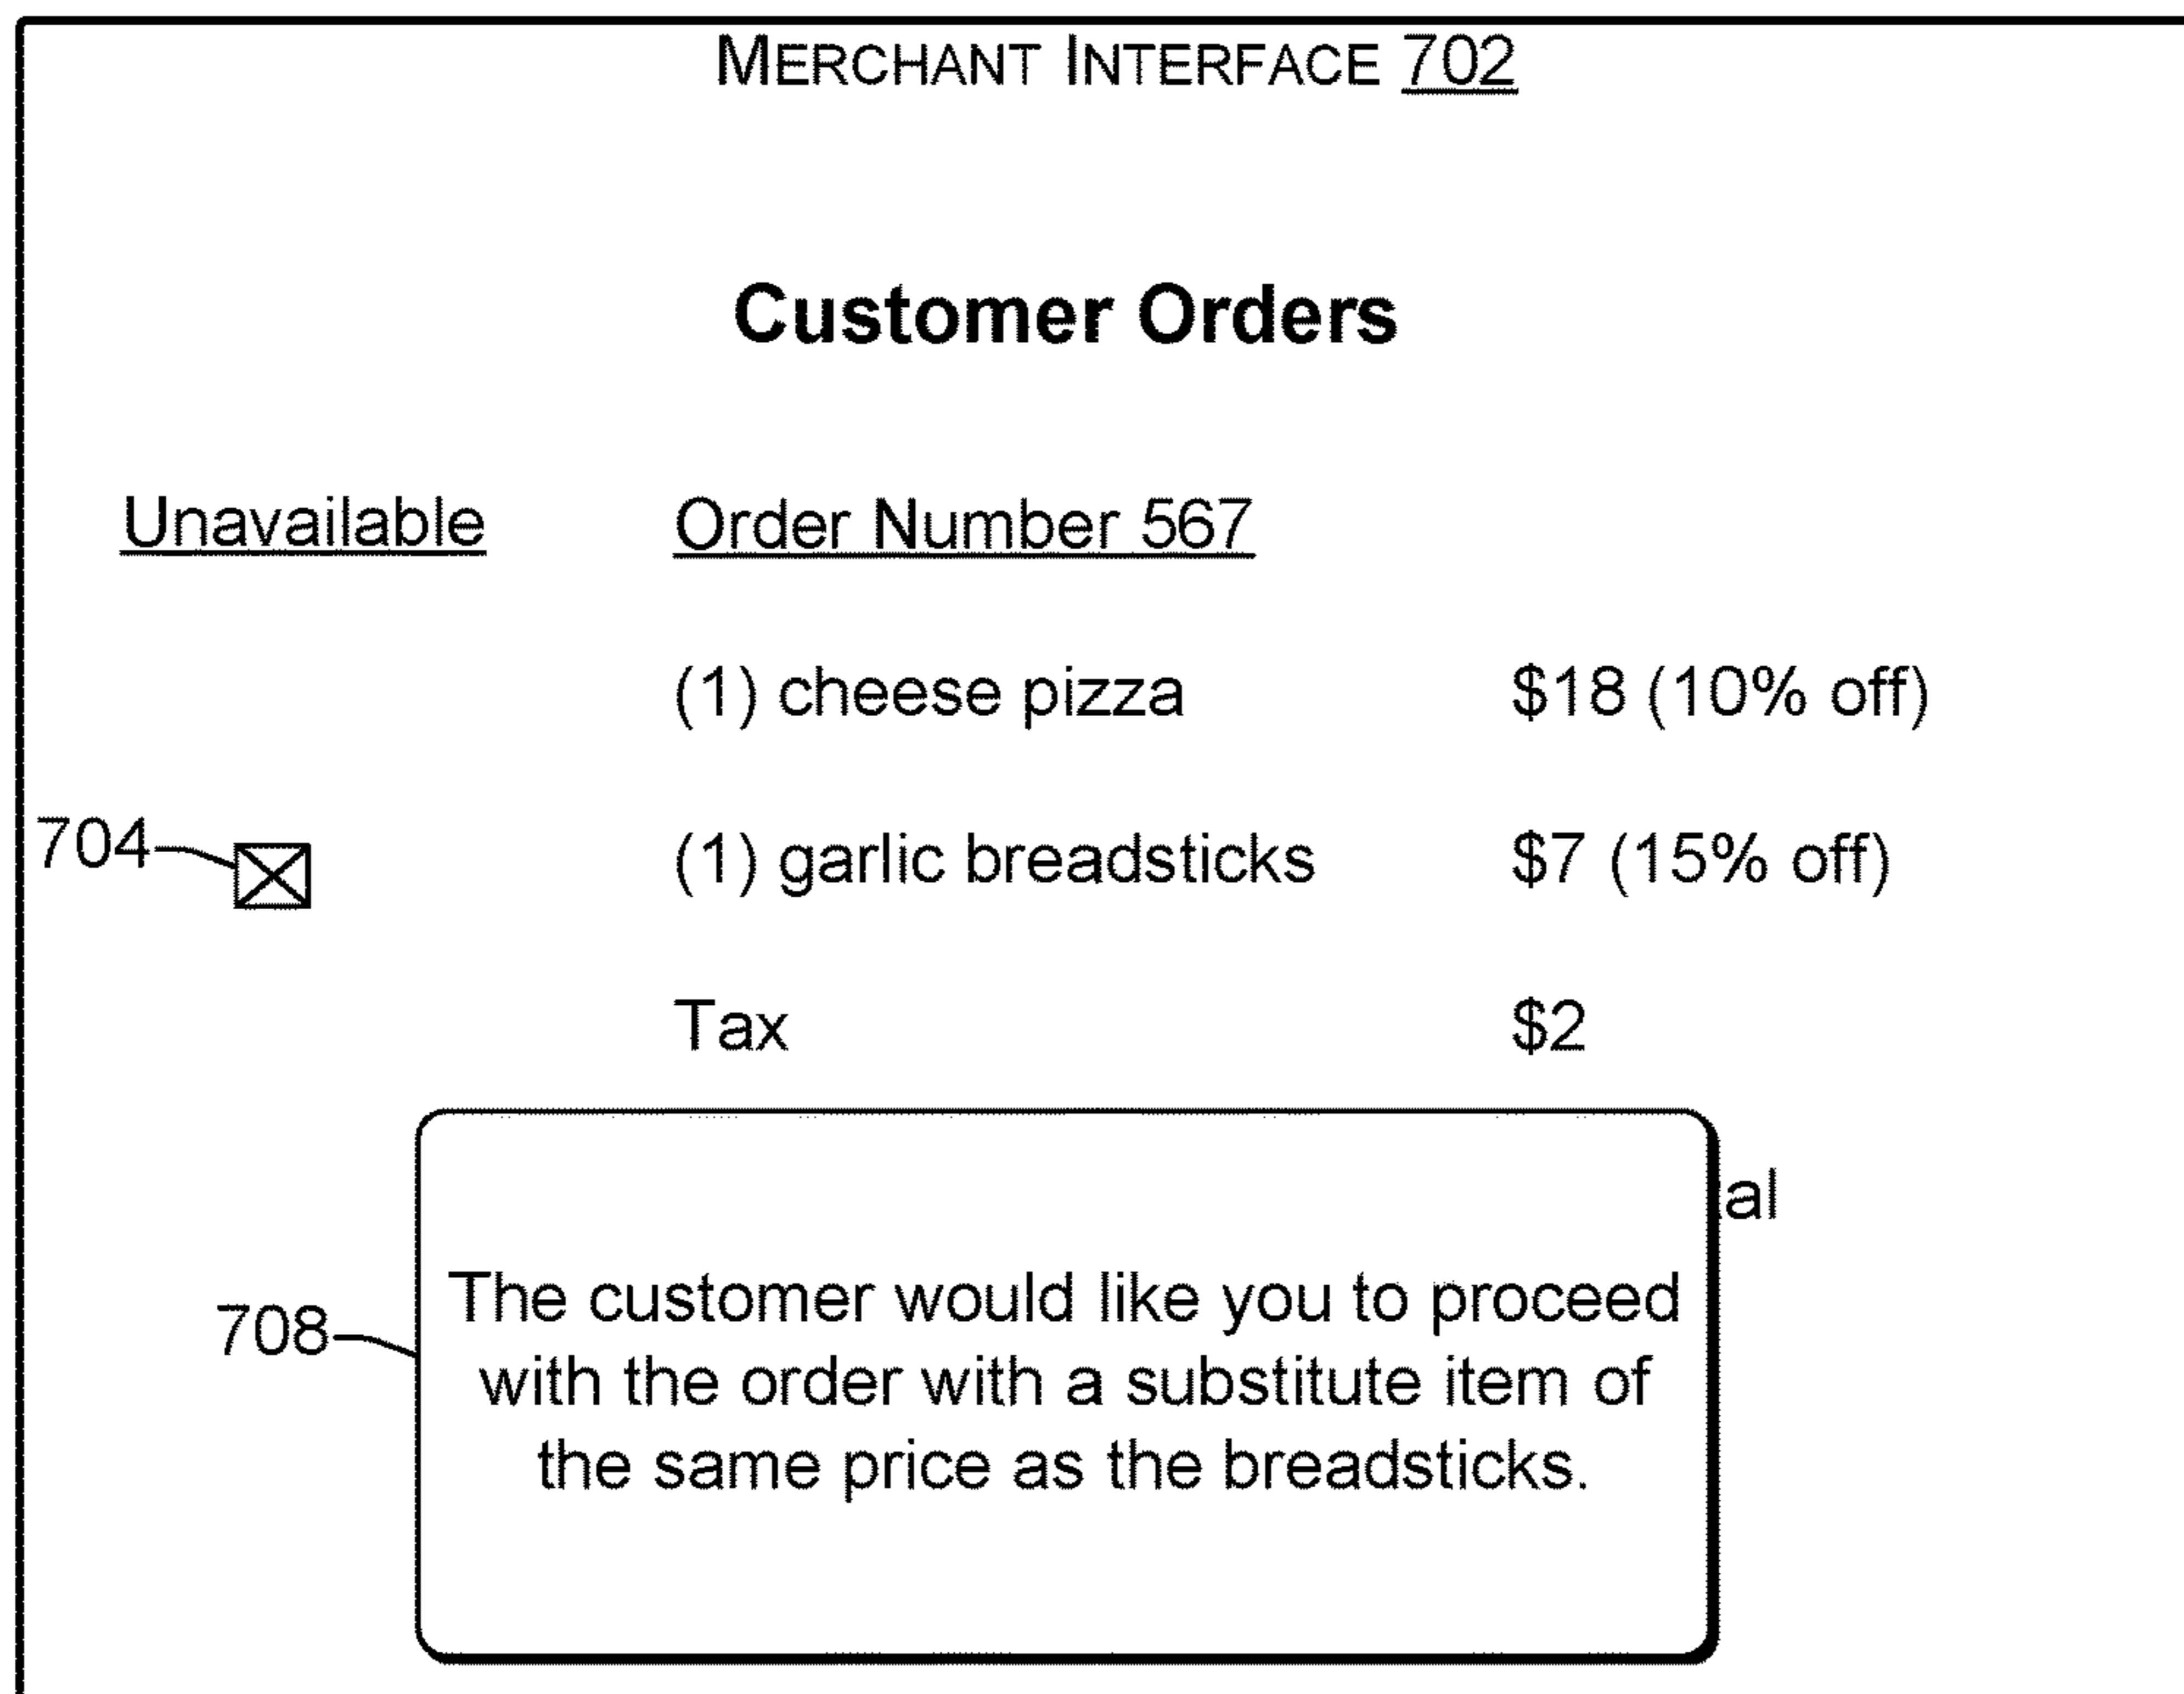 MERCHANT INTERFACE 702
Customer Orders
Unavailable Order Number 567
(1) cheese pizza $18 (10% off)
704 (1) garlic breadsticks $7 (15% off)
Tax $2
al
708 The customer would like you to proceed
with the order with a substitute item of
the same price as the breadsticks.